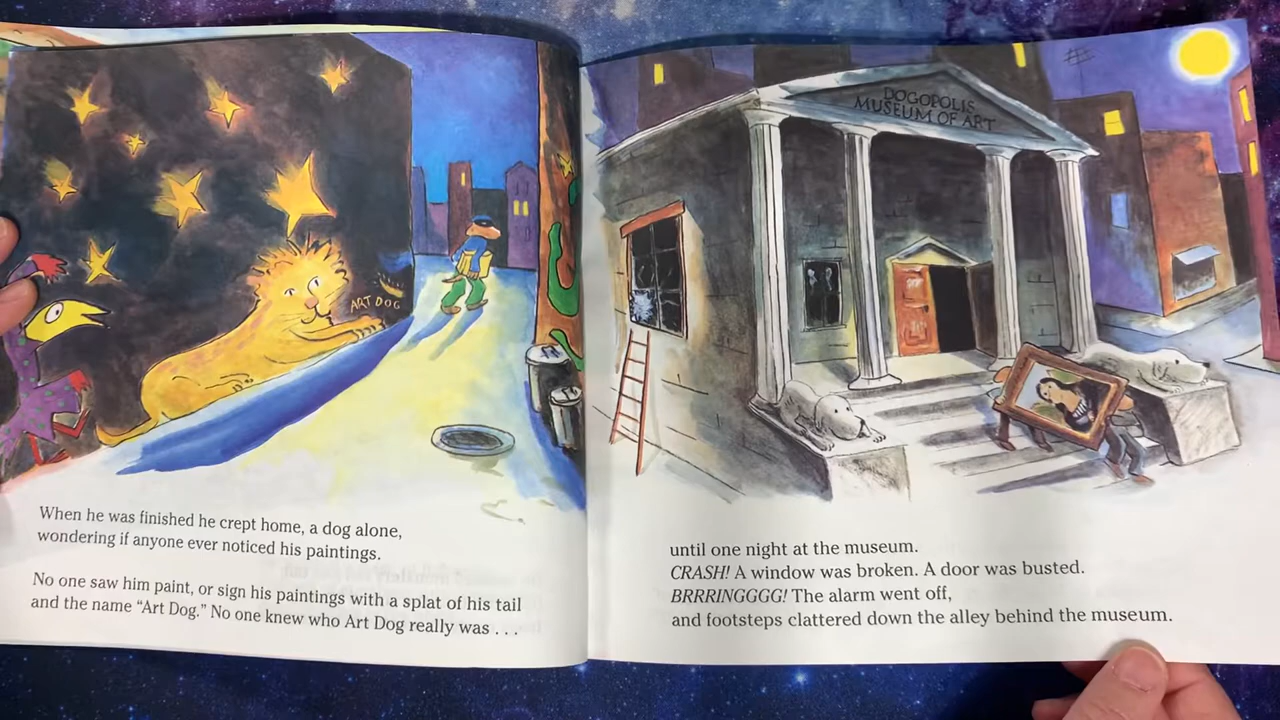 ART DOG
When he was finished he crept home, a dog alone,
wondering if anyone ever noticed his paintings.
No one saw him paint, or sign his paintings with a splat of his tail
and the name “Art Dog.” No one knew who Art Dog really was . . .
DOGOPOLIS
MUSEUM OF ART
until one night at the museum.
CRASH! A window was broken. A door was busted.
BRRRINGGGG! The alarm went off,
and footsteps clattered down the alley behind the museum.